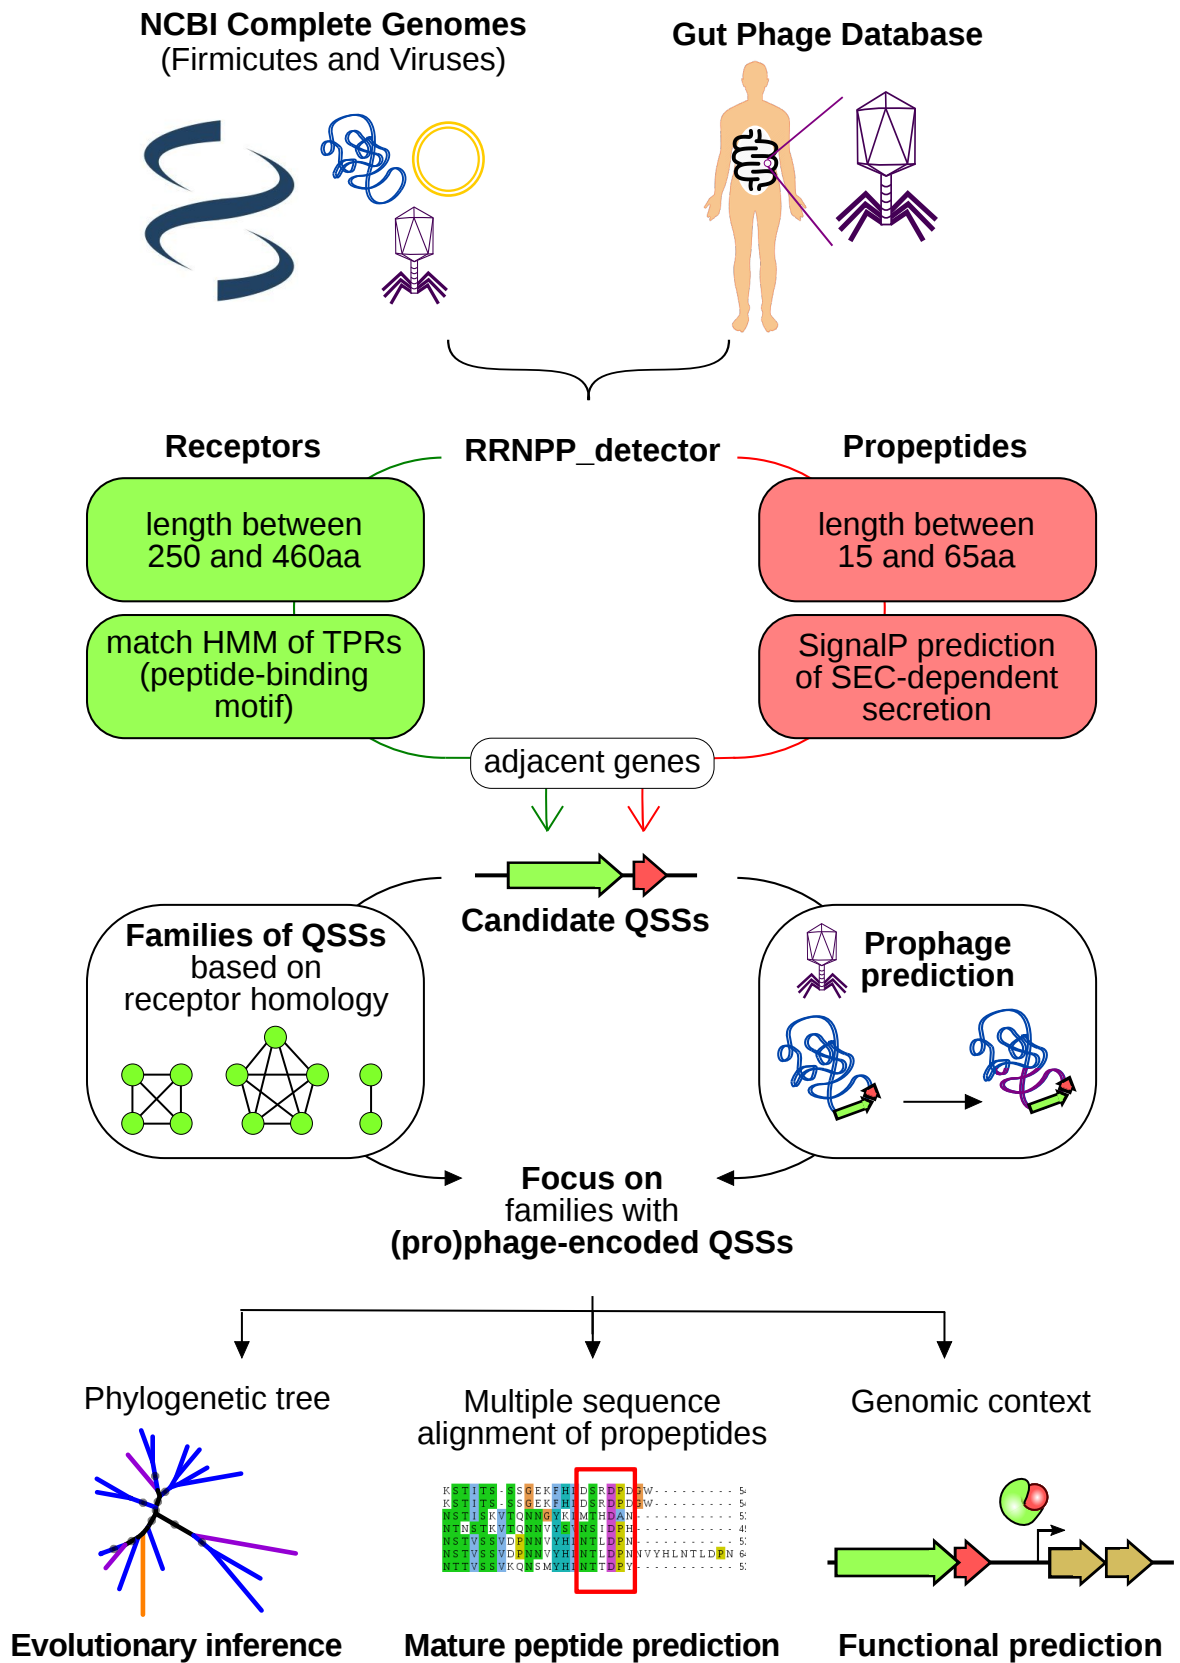 NCBI Complete Genomes
(Firmicutes and Viruses)
Gut Phage Database
Receptors
RRNPP_detector
Propeptides
length between
250 and 460aa
length between
15 and 65aa
match HMM of TPRs
(peptide-binding
motif)
SignalP prediction
of SEC-dependent
secretion
adjacent genes
Candidate QSSs
Families of QSSs
based on
receptor homology
Prophage
prediction
Focus on
families with
(pro)phage-encoded QSSs
Phylogenetic tree
Multiple sequence
alignment of propeptides
Genomic context
Evolutionary inference
Mature peptide prediction
Functional prediction